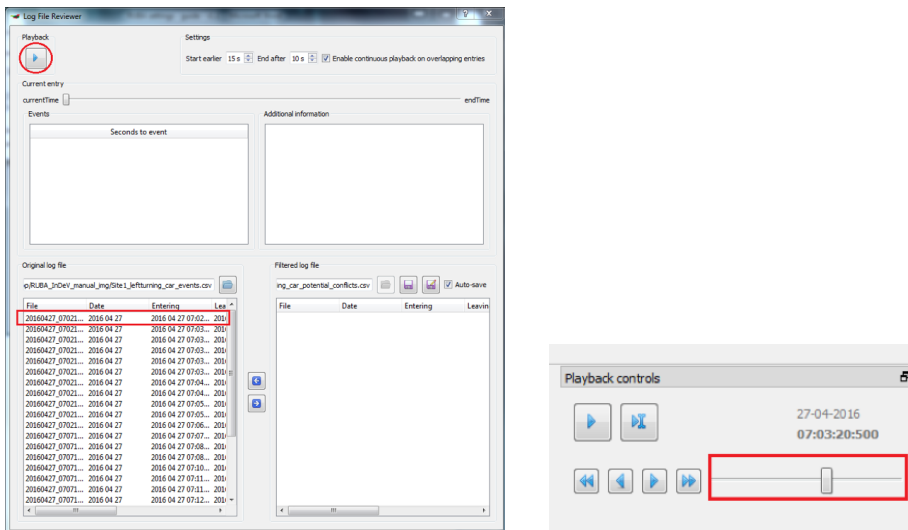 Log File Reviewer
Playback
Settings
Start earlier 15 s End after 10 s Enable continuous playback on overlapping entries
Current entry
currentTime endTime
Events Additional information
Seconds to event
Original log file Filtered log file
p/RUBA_InDeV_manual_img/Site1_leftturning_car_events.csv ing_car_potential_conflicts.csv Auto-save
File Date Entering Lea File Date Entering Leavin
20160427_07021... 2016 04 27 2016 04 27 07:02... 201
20160427_07021... 2016 04 27 2016 04 27 07:03... 201
20160427_07021... 2016 04 27 2016 04 27 07:03... 201
20160427_07021... 2016 04 27 2016 04 27 07:03... 201
20160427_07021... 2016 04 27 2016 04 27 07:03... 201
20160427_07021... 2016 04 27 2016 04 27 07:03... 201
20160427_07021... 2016 04 27 2016 04 27 07:04... 201
20160427_07021... 2016 04 27 2016 04 27 07:04... 201
20160427_07021... 2016 04 27 2016 04 27 07:05... 201
20160427_07021... 2016 04 27 2016 04 27 07:05... 201
20160427_07021... 2016 04 27 2016 04 27 07:06... 201
20160427_07071... 2016 04 27 2016 04 27 07:07... 201
20160427_07071... 2016 04 27 2016 04 27 07:08... 201
20160427_07071... 2016 04 27 2016 04 27 07:08... 201
20160427_07071... 2016 04 27 2016 04 27 07:10... 201
20160427_07071... 2016 04 27 2016 04 27 07:11... 201
20160427_07071... 2016 04 27 2016 04 27 07:11... 201
20160427_07071... 2016 04 27 2016 04 27 07:12... 201
Playback controls
27-04-2016
07:03:20:500